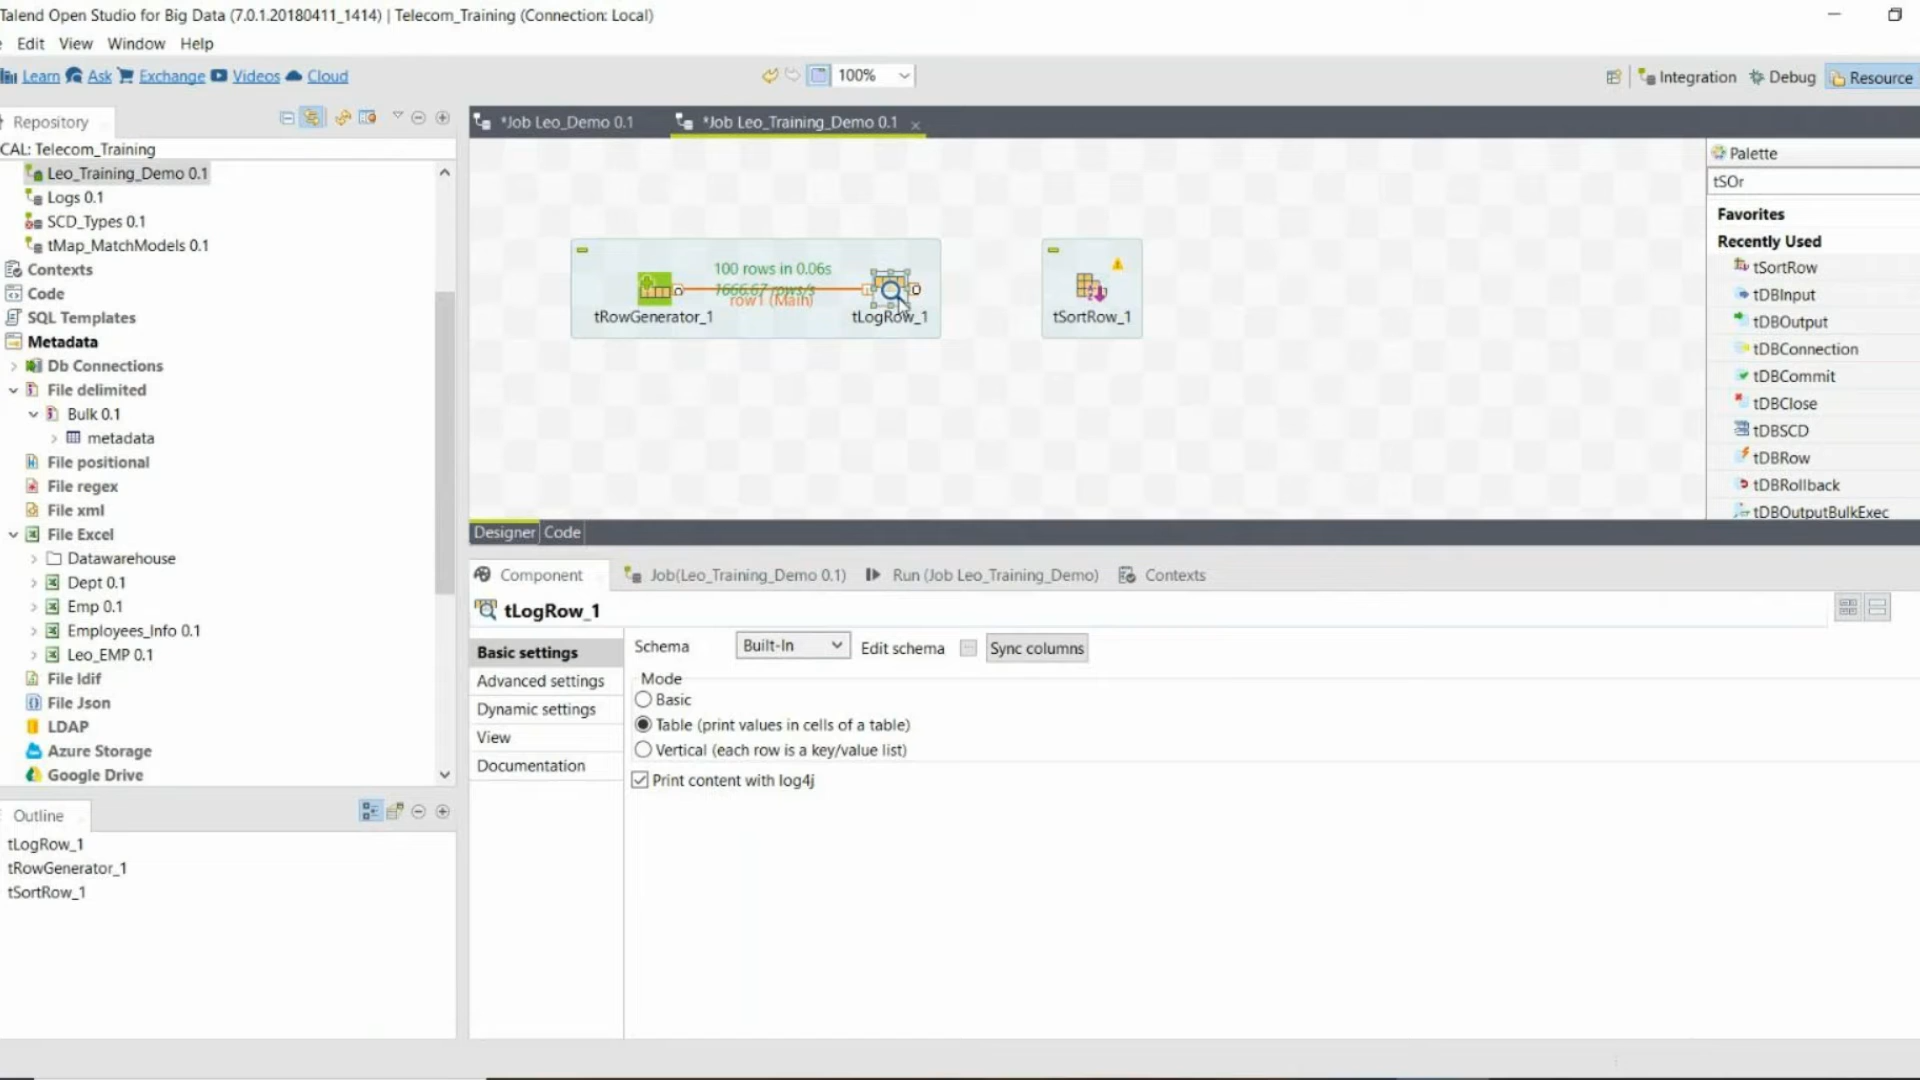 Talend Open Studio for Big Data (7.0.1.20180411_1414) | Telecom_Training (Connection: Local)
Edit View Window Help
Learn Ask Exchange Videos Cloud
100%
Integration Debug Resource
Repository
CAL: Telecom_Training
Leo_Training_Demo 0.1
Logs 0.1
SCD_Types 0.1
tMap_MatchModels 0.1
Contexts
Code
SQL Templates
Metadata
Db Connections
File delimited
Bulk 0.1
metadata
File positional
File regex
File xml
File Excel
Datawarehouse
Dept 0.1
Emp 0.1
Employees_Info 0.1
Leo_EMP 0.1
File ldif
File Json
LDAP
Azure Storage
Google Drive
Outline
tLogRow_1
tRowGenerator_1
tSortRow_1
*Job Leo_Demo 0.1
*Job Leo_Training_Demo 0.1
100 rows in 0.06s
1666.67 rows/s
row1 (Main)
tRowGenerator_1
tLogRow_1
tSortRow_1
Palette
tSOr
Favorites
Recently Used
tSortRow
tDBInput
tDBOutput
tDBConnection
tDBCommit
tDBClose
tDBSCD
tDBRow
tDBRollback
tDBOutputBulkExec
Designer Code
Component
Job(Leo_Training_Demo 0.1)
Run (Job Leo_Training_Demo)
Contexts
tLogRow_1
Basic settings
Advanced settings
Dynamic settings
View
Documentation
Schema Built-In Edit schema Sync columns
Mode
Basic
Table (print values in cells of a table)
Vertical (each row is a key/value list)
Print content with log4j